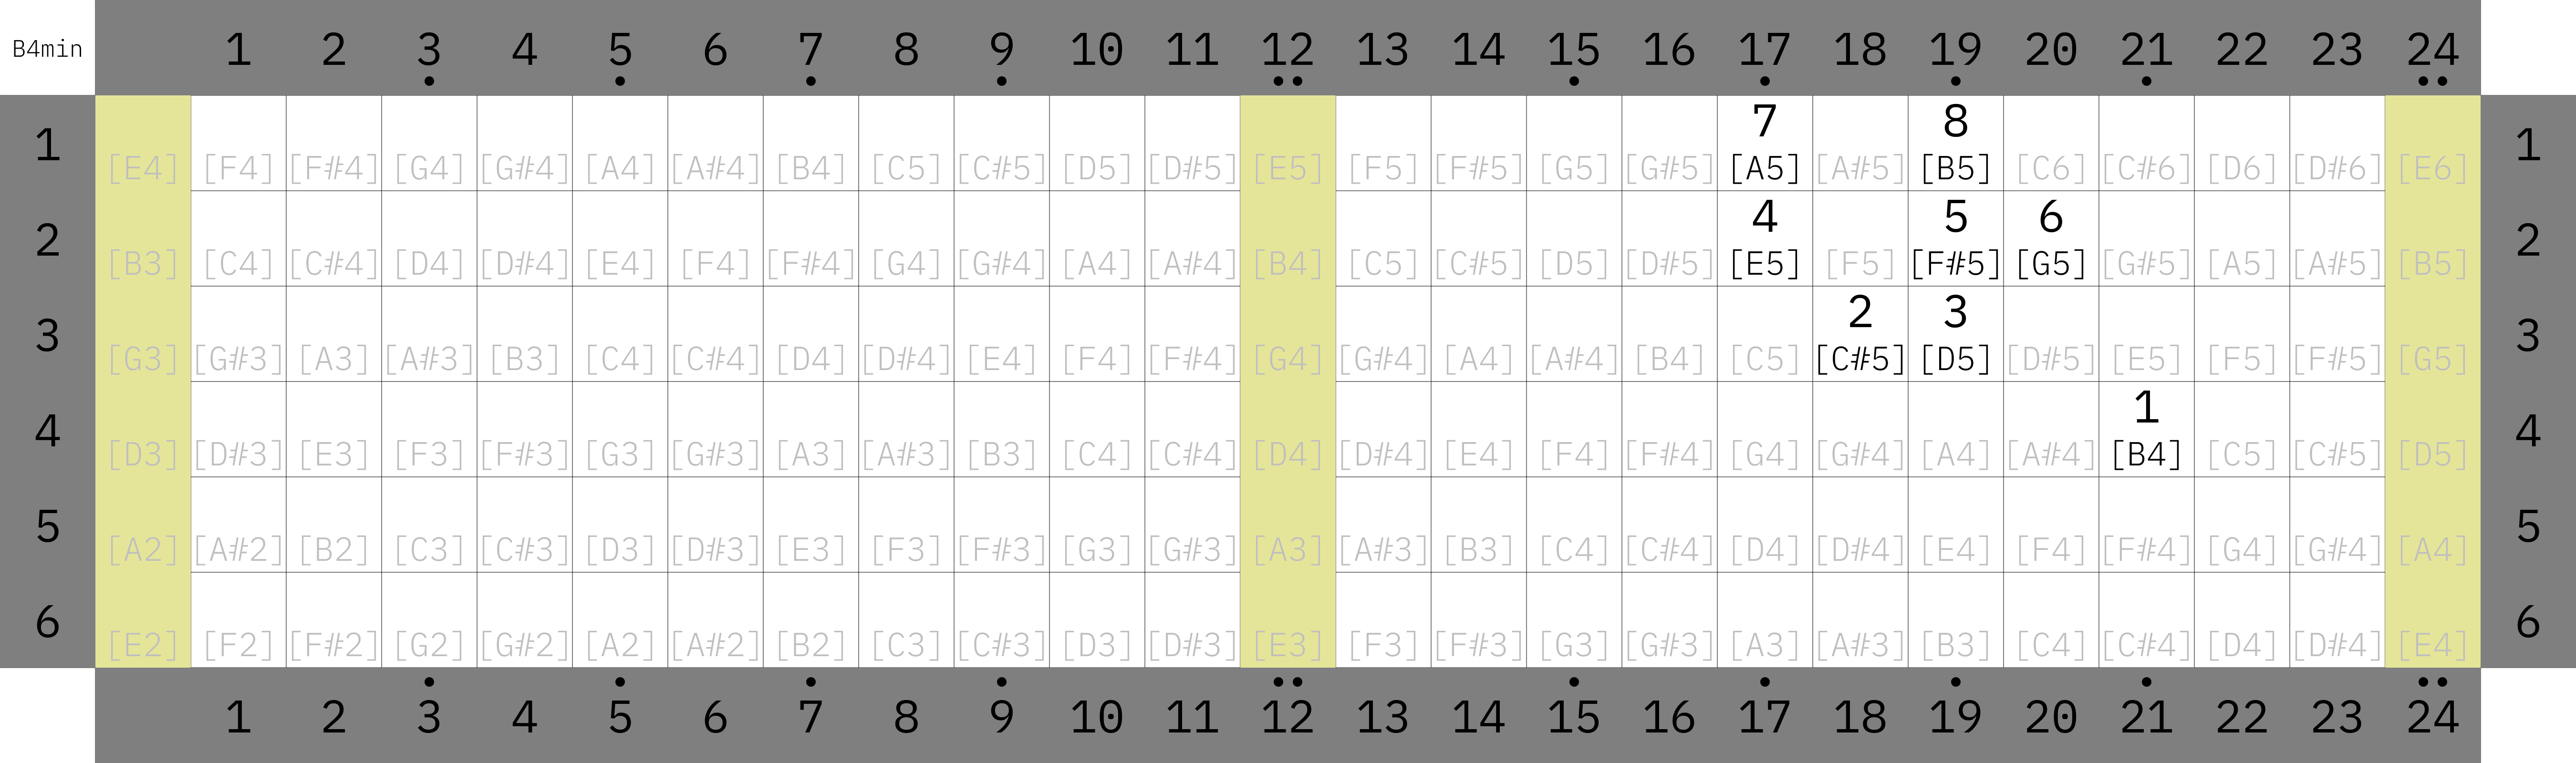 B4min 1 2 3 4 5 6 7 8 9 10 11 12 13 14 15 16 17 18 19 20 21 22 23 24
7 8
1 [E4] [F4] [F#4] [G4] [G#4] [A4] [A#4] [B4] [C5] [C#5] [D5] [D#5] [E5] [F5] [F#5] [G5] [G#5] [A5] [A#5] [B5] [C6] [C#6] [D6] [D#6] [E6] 1
4 5 6
2 [B3] [C4] [C#4] [D4] [D#4] [E4] [F4] [F#4] [G4] [G#4] [A4] [A#4] [B4] [C5] [C#5] [D5] [D#5] [E5] [F5] [F#5] [G5] [G#5] [A5] [A#5] [B5] 2
2 3
3 [G3] [G#3] [A3] [A#3] [B3] [C4] [C#4] [D4] [D#4] [E4] [F4] [F#4] [G4] [G#4] [A4] [A#4] [B4] [C5] [C#5] [D5] [D#5] [E5] [F5] [F#5] [G5] 3
1
4 [D3] [D#3] [E3] [F3] [F#3] [G3] [G#3] [A3] [A#3] [B3] [C4] [C#4] [D4] [D#4] [E4] [F4] [F#4] [G4] [G#4] [A4] [A#4] [B4] [C5] [C#5] [D5] 4
5 [A2] [A#2] [B2] [C3] [C#3] [D3] [D#3] [E3] [F3] [F#3] [G3] [G#3] [A3] [A#3] [B3] [C4] [C#4] [D4] [D#4] [E4] [F4] [F#4] [G4] [G#4] [A4] 5
6 [E2] [F2] [F#2] [G2] [G#2] [A2] [A#2] [B2] [C3] [C#3] [D3] [D#3] [E3] [F3] [F#3] [G3] [G#3] [A3] [A#3] [B3] [C4] [C#4] [D4] [D#4] [E4] 6
1 2 3 4 5 6 7 8 9 10 11 12 13 14 15 16 17 18 19 20 21 22 23 24